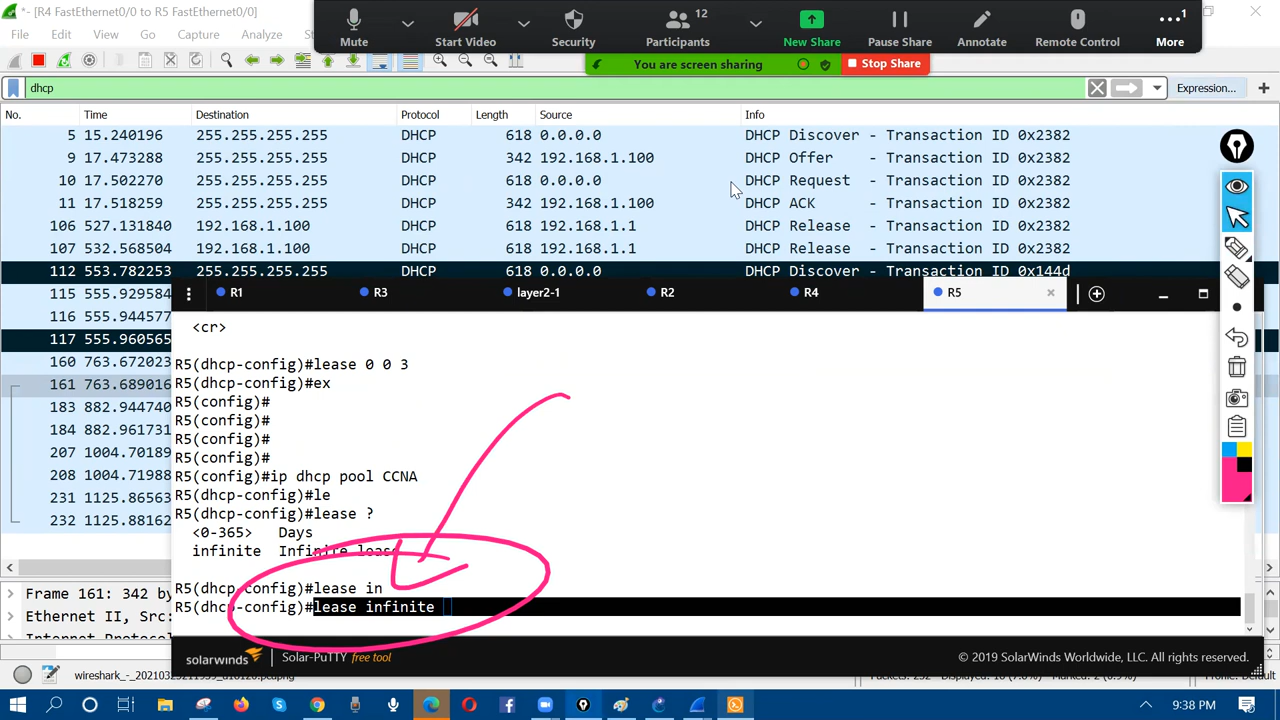 *- [R4 FastEthernet0/0 to R5 FastEthernet0/0]
File Edit View Go Capture Analyze
Mute Start Video Security Participants 12 New Share Pause Share Annotate Remote Control More 1
You are screen sharing Stop Share
dhcp Expression...
No. Time Destination Protocol Length Source Info
5 15.240196 255.255.255.255 DHCP 618 0.0.0.0 DHCP Discover - Transaction ID 0x2382
9 17.473288 255.255.255.255 DHCP 342 192.168.1.100 DHCP Offer - Transaction ID 0x2382
10 17.502270 255.255.255.255 DHCP 618 0.0.0.0 DHCP Request - Transaction ID 0x2382
11 17.518259 255.255.255.255 DHCP 342 192.168.1.100 DHCP ACK - Transaction ID 0x2382
106 527.131840 192.168.1.100 DHCP 618 192.168.1.1 DHCP Release - Transaction ID 0x2382
107 532.568504 192.168.1.100 DHCP 618 192.168.1.1 DHCP Release - Transaction ID 0x2382
112 553.782253 255.255.255.255 DHCP 618 0.0.0.0 DHCP Discover - Transaction ID 0x144d
115 555.929584
116 555.944577
117 555.960565
160 763.672023
161 763.689016
183 882.944740
184 882.961731
207 1004.70189
208 1004.71988
231 1125.86513
232 1125.88162
R1 R3 layer2-1 R2 R4 R5
<cr>
R5(dhcp-config)#lease 0 0 3
R5(dhcp-config)#ex
R5(config)#
R5(config)#
R5(config)#
R5(config)#
R5(config)#ip dhcp pool CCNA
R5(dhcp-config)#le
R5(dhcp-config)#lease ?
<0-365> Days
infinite Infinite lease
R5(dhcp-config)#lease in
R5(dhcp-config)#lease infinite
Frame 161: 342 b
Ethernet II, Src:
Internet Protocol
solarwinds Solar-PuTTY free tool © 2019 SolarWinds Worldwide, LLC. All rights reserved.
9:38 PM